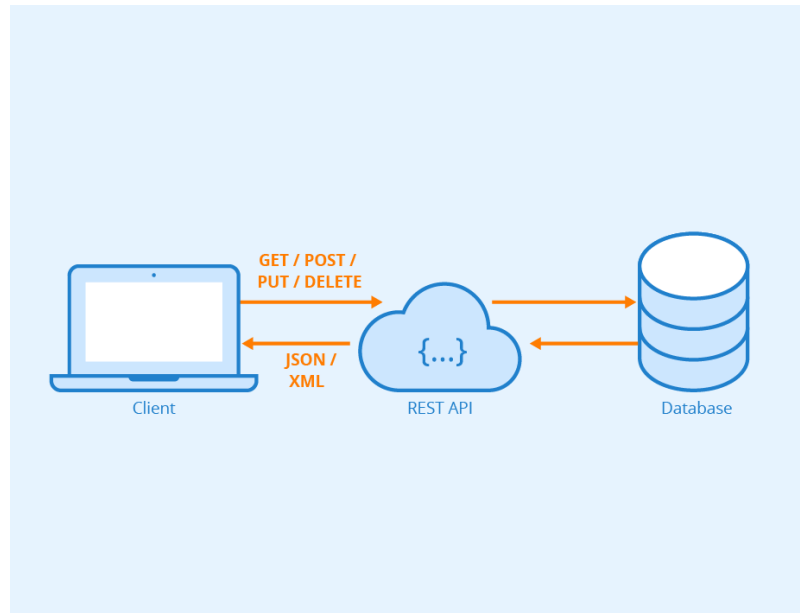 GET / POST /
PUT / DELETE
{...}
JSON /
XML
Client
REST API
Database